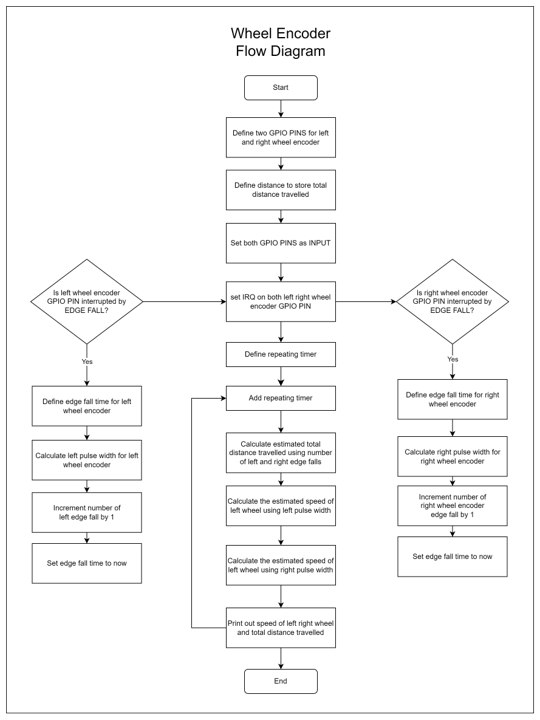 Wheel Encoder
Flow Diagram
Start
Define two GPIO PINS for left
and right wheel encoder
Define distance to store total
distance travelled
Set both GPIO PINS as INPUT
Is left wheel encoder
GPIO PIN interrupted by
EDGE FALL?
set IRQ on both left right wheel
encoder GPIO PIN
Is right wheel encoder
GPIO PIN interrupted by
EDGE FALL?
Yes
Define edge fall time for left
wheel encoder
Calculate left pulse width for left
wheel encoder
Increment number of
left edge fall by 1
Set edge fall time to now
Define repeating timer
Add repeating timer
Calculate estimated total
distance travelled using number
of left and right edge falls
Calculate the estimated speed of
left wheel using left pulse width
Calculate the estimated speed of
left wheel using right pulse width
Print out speed of left right wheel
and total distance travelled
End
Yes
Define edge fall time for right
wheel encoder
Calculate right pulse width for
right wheel encoder
Increment number of
right wheel encoder
edge fall by 1
Set edge fall time to now